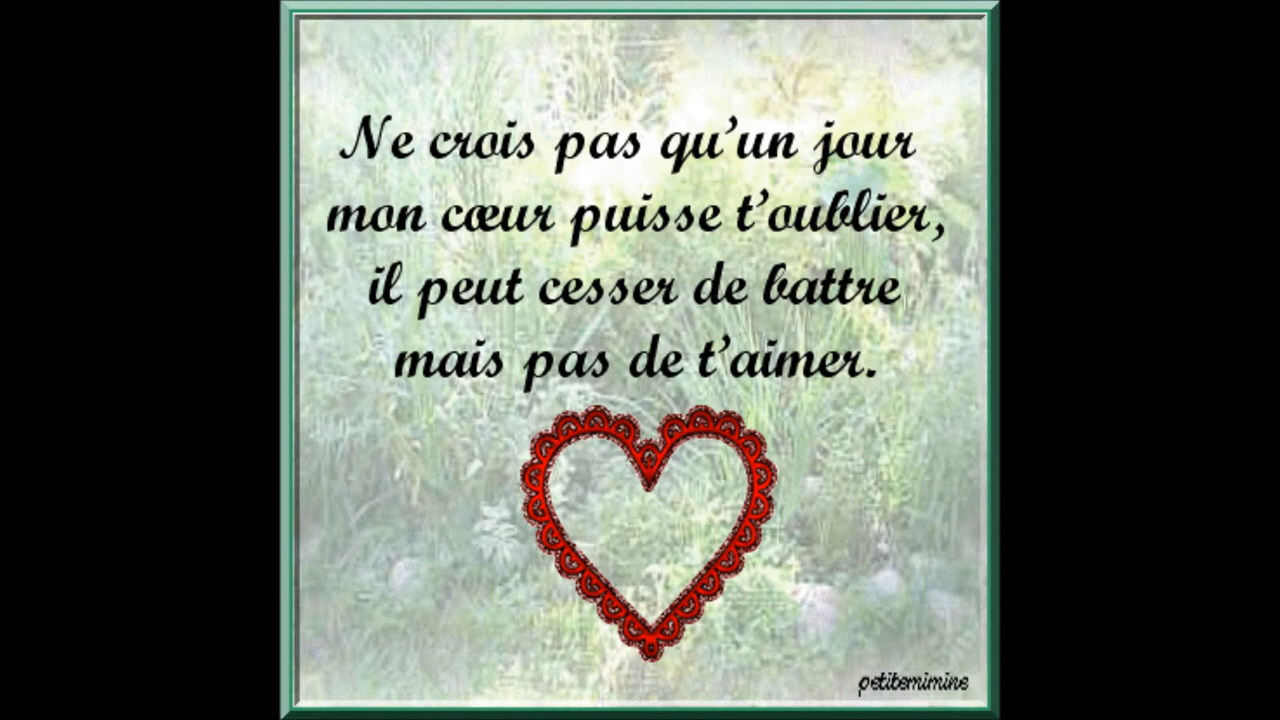 Ne crois pas qu’un jour
mon cœur puisse t’oublier,
il peut cesser de battre
mais pas de t’aimer.
petitemimine